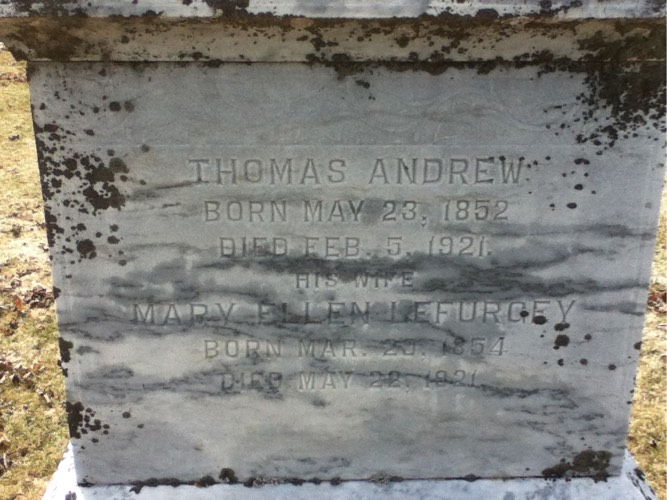 THOMAS ANDREW
BORN MAY 23, 1852
DIED FEB. 5, 1921.
HIS WIFE
MARY ELLEN LEFURGEY
BORN MAR. 1854
DIED MAY 22, 1921.